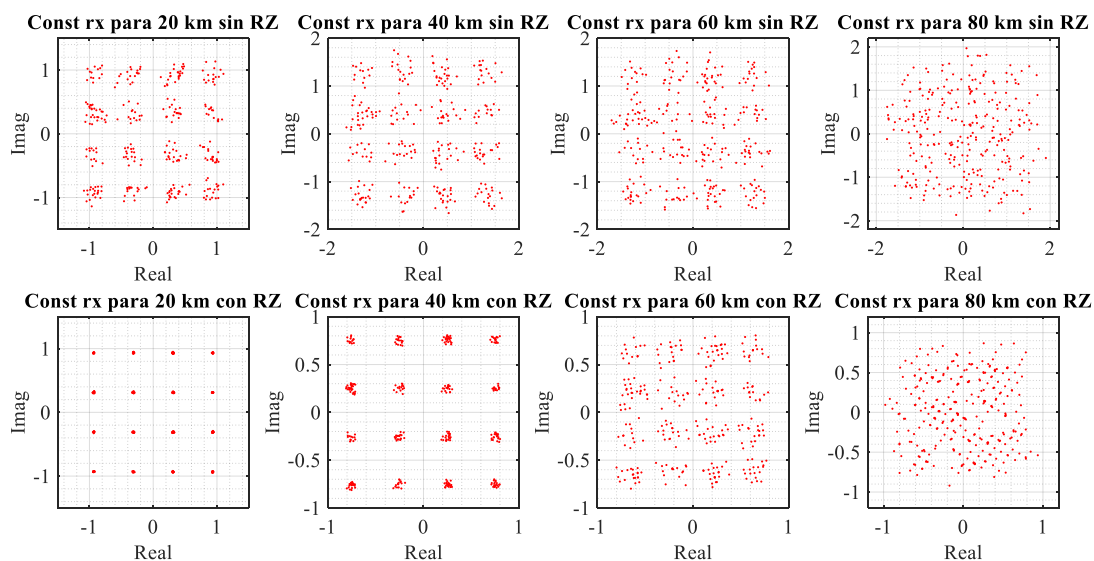 Const rx para 20 km sin RZ
1
0
-1
Imag
-1
0
1
Real
Const rx para 40 km sin RZ
2
1
0
-1
-2
Imag
-2
0
2
Real
Const rx para 60 km sin RZ
2
1
0
-1
-2
Imag
-2
0
2
Real
Const rx para 80 km sin RZ
2
1
0
-1
-2
Imag
-2
0
2
Real
Const rx para 20 km con RZ
1
0
-1
Imag
-1
0
1
Real
Const rx para 40 km con RZ
1
0.5
0
-0.5
-1
Imag
-1
0
1
Real
Const rx para 60 km con RZ
1
0.5
0
-0.5
-1
Imag
-1
0
1
Real
Const rx para 80 km con RZ
1
0.5
0
-0.5
-1
Imag
-1
0
1
Real